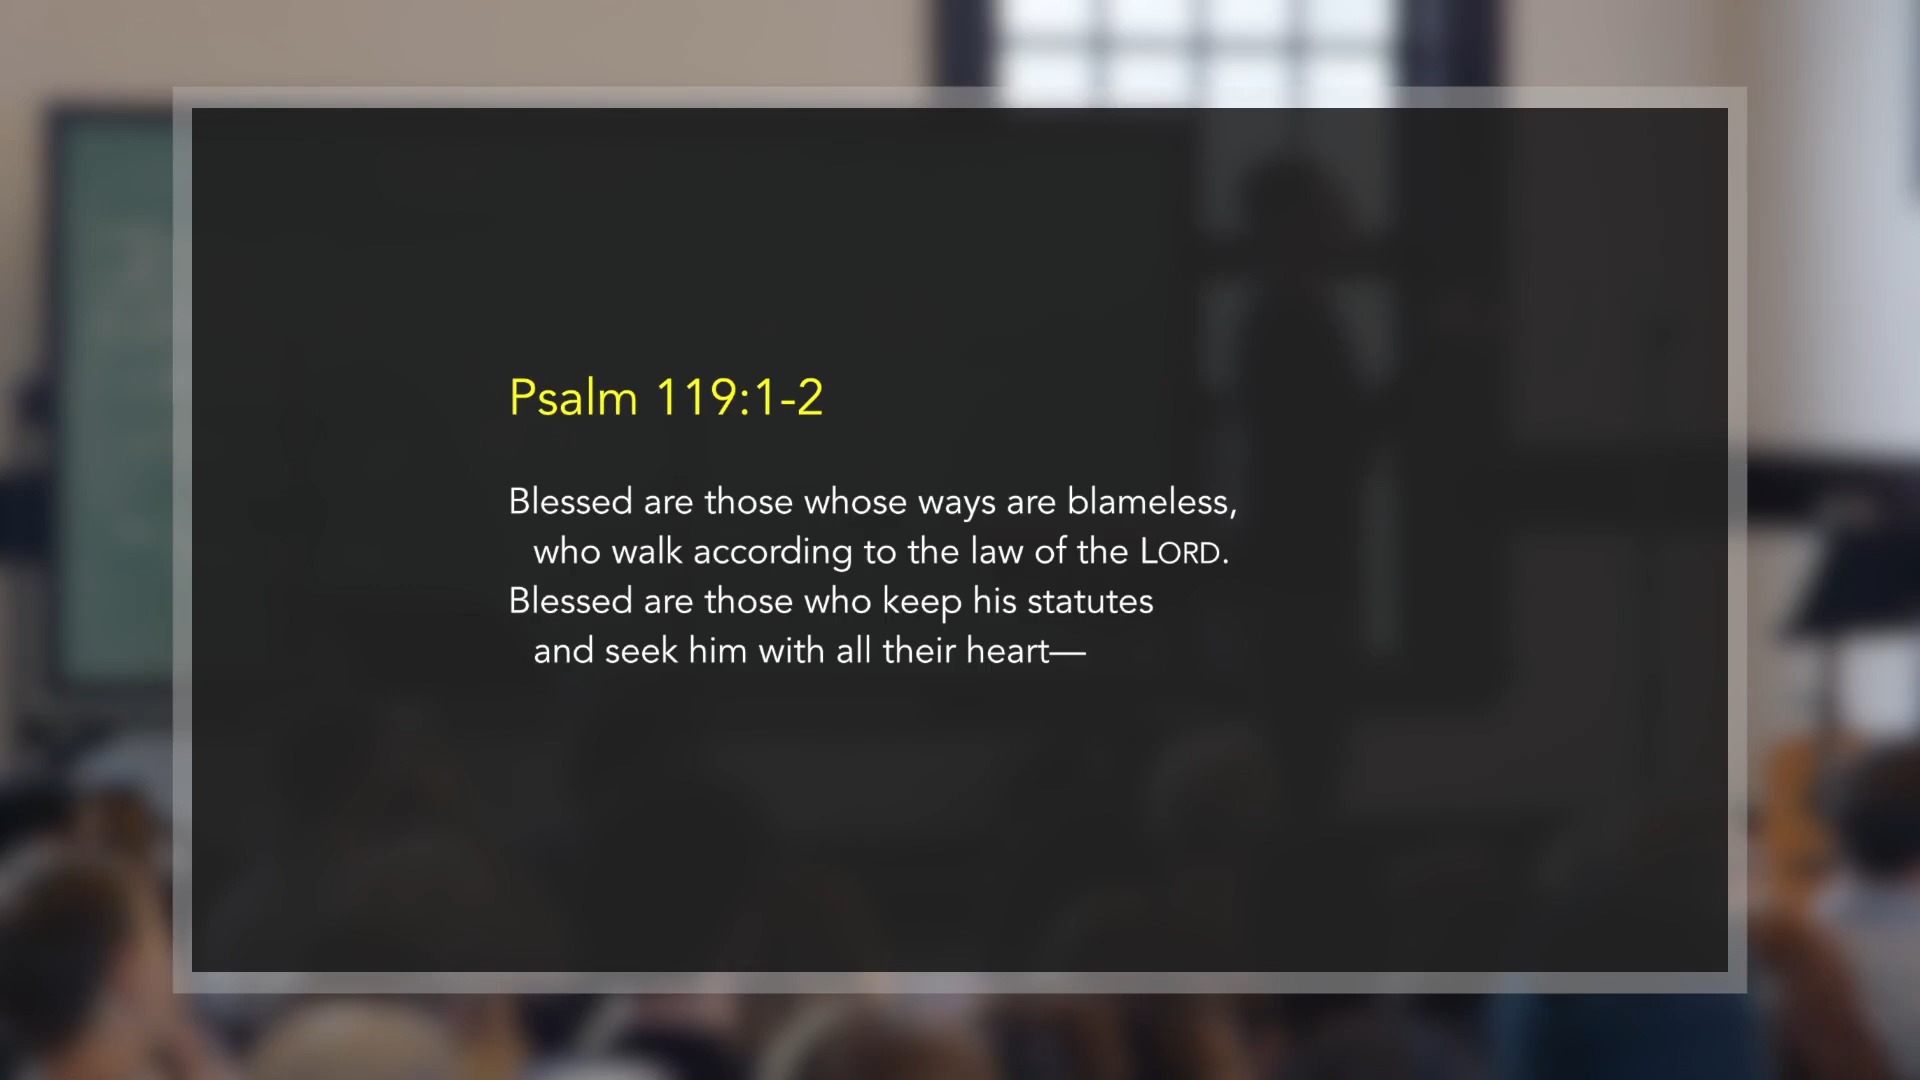 Psalm 119:1-2
Blessed are those whose ways are blameless,
who walk according to the law of the LORD.
Blessed are those who keep his statutes
and seek him with all their heart—